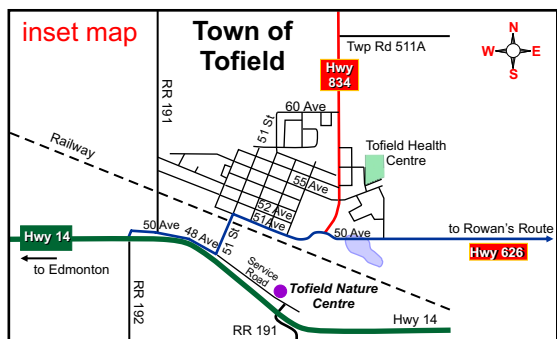 inset map
Town of
Tofield
N
W
E
S
Twp Rd 511A
Hwy
834
RR 191
60 Ave
51 St
Railway
Tofield Health
Centre
55 Ave
52 Ave
51 Ave
50 Ave
48 Ave
51 St
50 Ave
to Rowan's Route
Hwy 14
Hwy 626
to Edmonton
Service
Road
Tofield Nature
Centre
RR 192
RR 191
Hwy 14